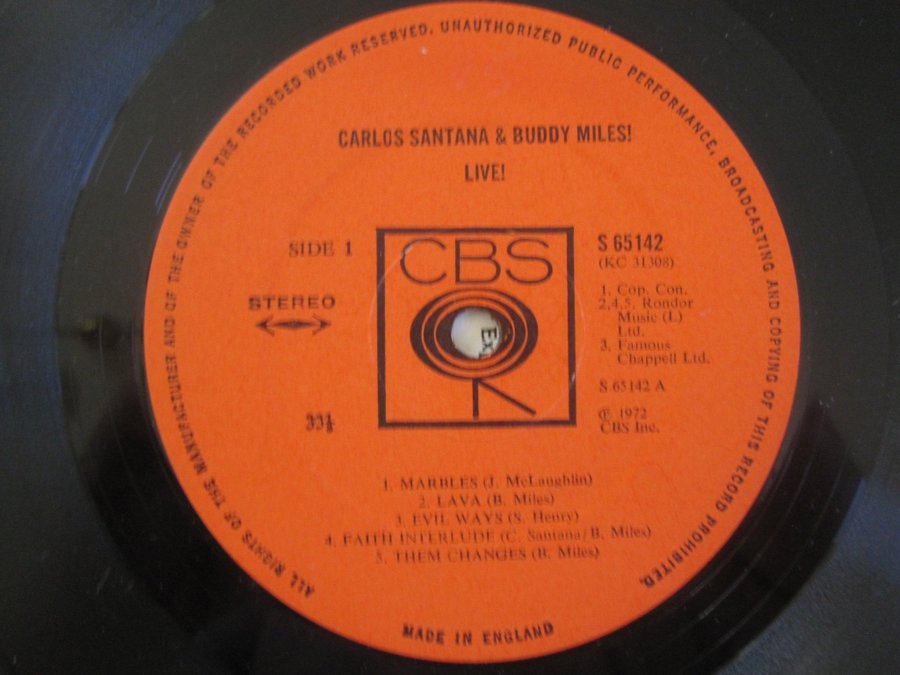 ALL RIGHTS OF THE MANUFACTURER AND OF THE OWNER OF THE RECORDED WORK RESERVED. UNAUTHORIZED PUBLIC PERFORMANCE, BROADCASTING AND COPYING OF THIS RECORD PROHIBITED.
CARLOS SANTANA & BUDDY MILES!
LIVE!
SIDE 1
STEREO
33⅓
CBS
S 65142
(KC 31308)
1. Cop. Con.
2,4,5. Rondor
Music (L)
Ltd.
3. Famous
Chappell Ltd.
S 65142 A
℗ 1972
CBS Inc.
1. MARBLES (J. McLaughlin)
2. LAVA (B. Miles)
3. EVIL WAYS (S. Henry)
4. FAITH INTERLUDE (C. Santana/B. Miles)
5. THEM CHANGES (B. Miles)
MADE IN ENGLAND